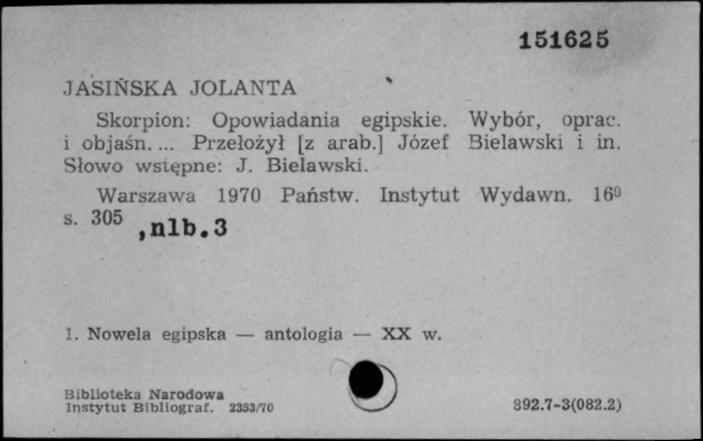 151625
JASIŃSKA JOLANTA
Skorpion: Opowiadania egipskie. Wybór, oprac.
i objaśn. ... Przełożył [z arab.] Józef Bielawski i in.
Słowo wstępne: J. Bielawski.
Warszawa 1970 Państw. Instytut Wydawn. 16⁰
s. 305 ,nlb.3
1. Nowela egipska — antologia — XX w.
Biblioteka Narodowa
Instytut Bibliograf. 2353/70
892.7-3(082.2)